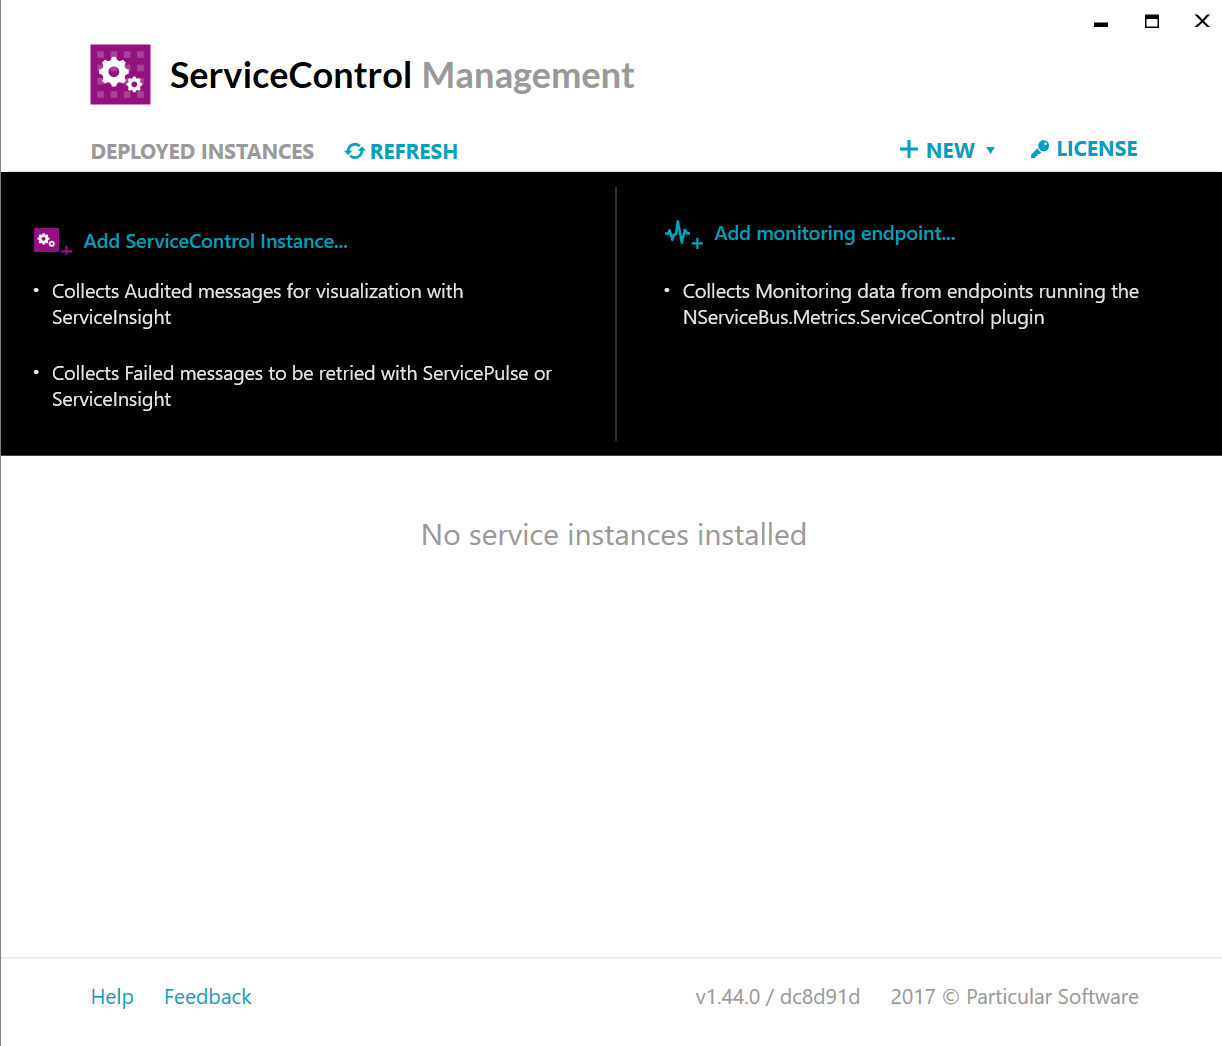 ServiceControl Management
DEPLOYED INSTANCES REFRESH NEW LICENSE
Add ServiceControl Instance...
• Collects Audited messages for visualization with
ServiceInsight
• Collects Failed messages to be retried with ServicePulse or
ServiceInsight
Add monitoring endpoint...
• Collects Monitoring data from endpoints running the
NServiceBus.Metrics.ServiceControl plugin
No service instances installed
Help Feedback v1.44.0 / dc8d91d 2017 © Particular Software